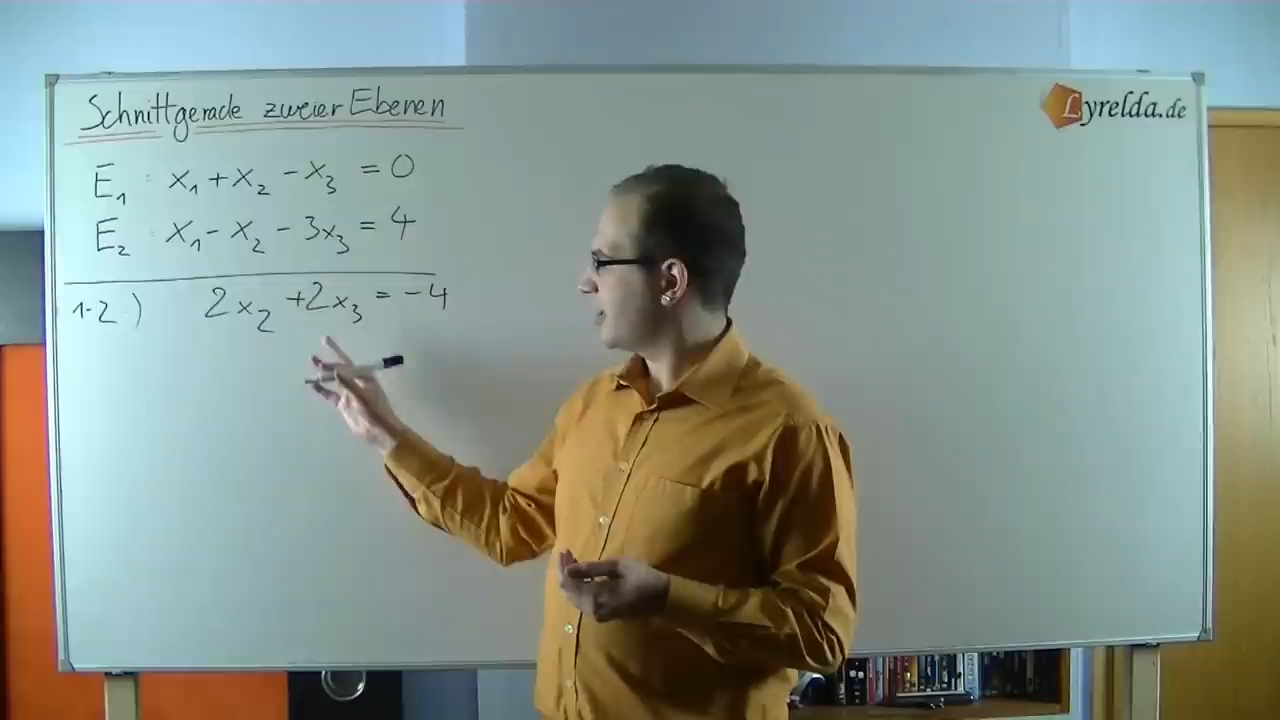 Schnittgerade zweier Ebenen
Lyrelda.de
E₁ : x₁ + x₂ - x₃ = 0
E₂ : x₁ - x₂ - 3x₃ = 4
1-2) 2x₂ + 2x₃ = -4